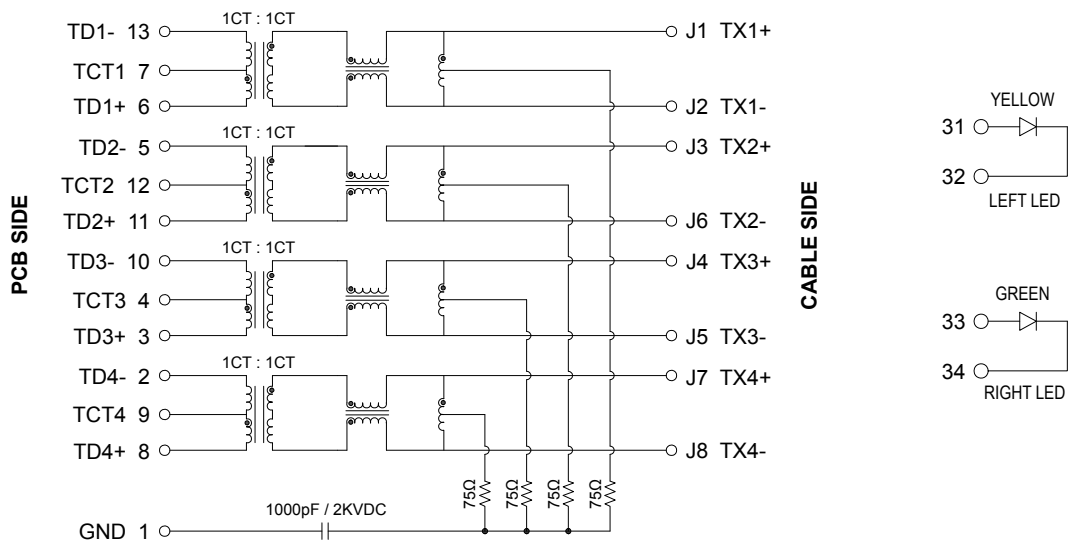 1CT : 1CT
TD1- 13
J1 TX1+
TCT1 7
TD1+ 6
J2 TX1-
1CT : 1CT
TD2- 5
J3 TX2+
TCT2 12
TD2+ 11
J6 TX2-
1CT : 1CT
TD3- 10
J4 TX3+
TCT3 4
TD3+ 3
J5 TX3-
1CT : 1CT
TD4- 2
J7 TX4+
TCT4 9
TD4+ 8
J8 TX4-
75Ω
75Ω
75Ω
75Ω
1000pF / 2KVDC
GND 1
PCB SIDE
CABLE SIDE
YELLOW
31
32
LEFT LED
GREEN
33
34
RIGHT LED